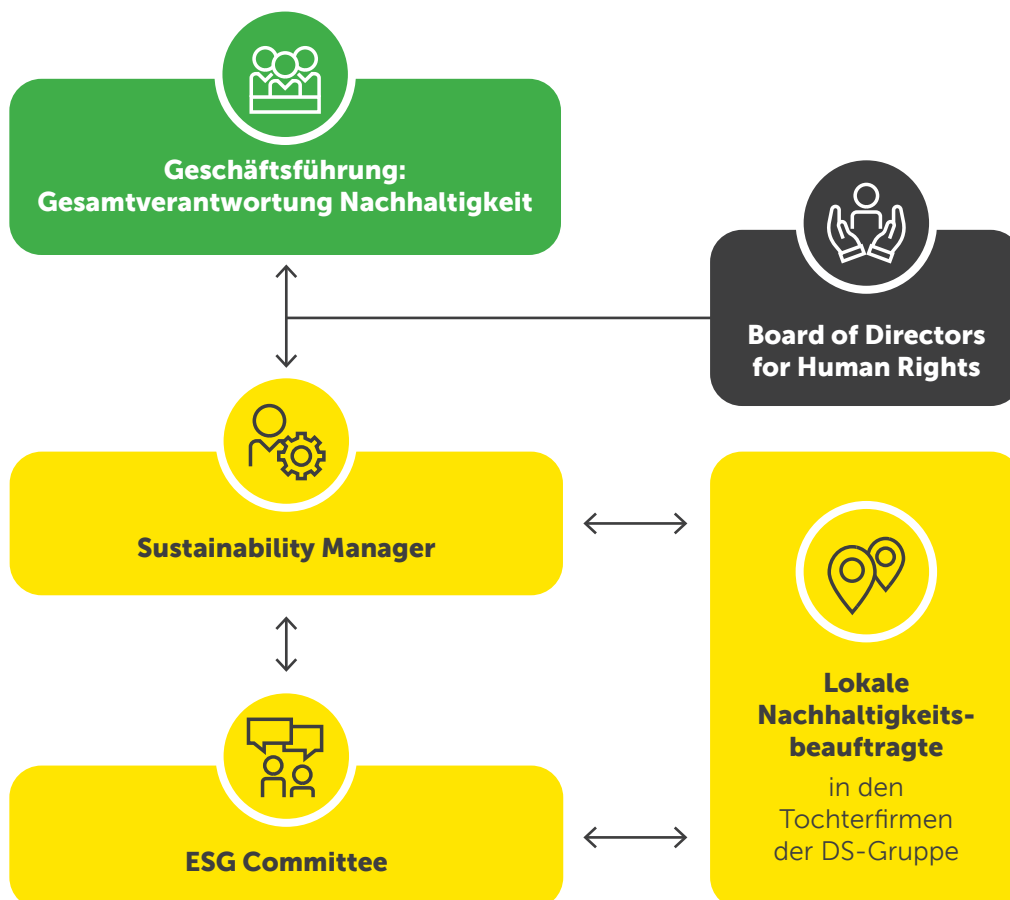 Geschäftsführung:
Gesamtverantwortung Nachhaltigkeit
Board of Directors
for Human Rights
Sustainability Manager
Lokale
Nachhaltigkeits-
beauftragte
in den
Tochterfirmen
der DS-Gruppe
ESG Committee